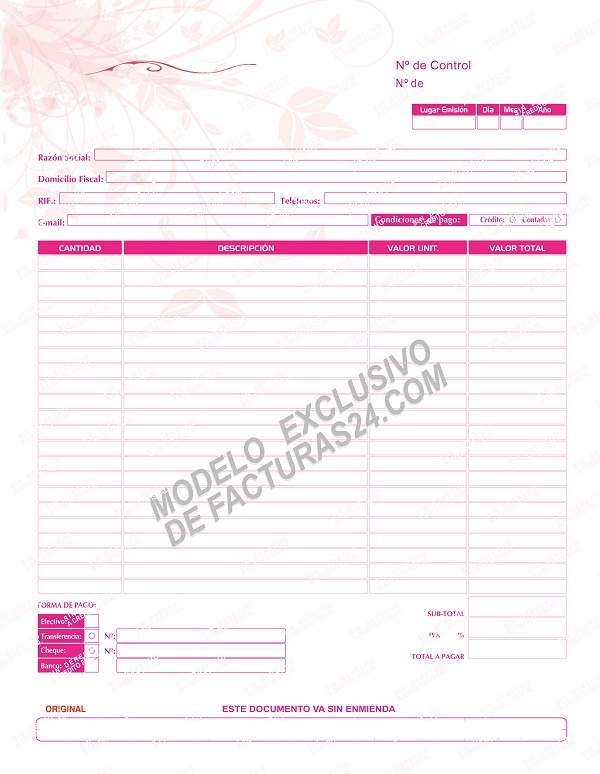 Nº de Control
Nº de
Lugar Emisión Día Mes Año
Razón Social:
Domicilio Fiscal:
RIF.: Teléfonos:
E-mail: Condiciones de pago: Crédito: Contado:
CANTIDAD DESCRIPCIÓN VALOR UNIT. VALOR TOTAL
MODELO EXCLUSIVO
DE FACTURAS24.COM
FORMA DE PAGO:
SUB-TOTAL
Efectivo:
Transferencia: Nº:
IVA %
Cheque: Nº:
TOTAL A PAGAR
Banco:
ORIGINAL ESTE DOCUMENTO VA SIN ENMIENDA